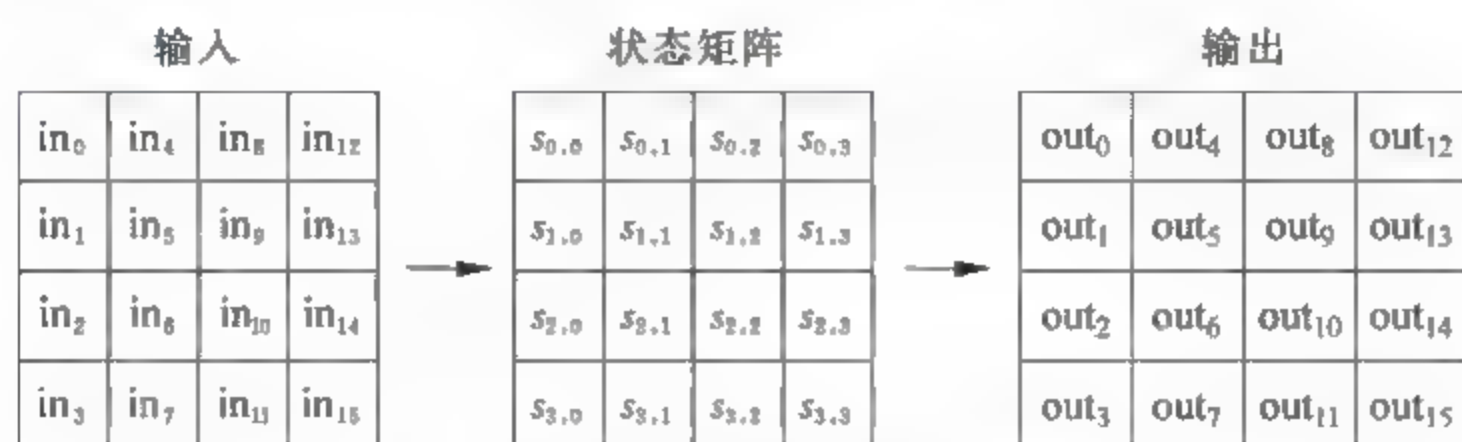 输入 状态矩阵 输出
in₀ in₄ in₈ in₁₂ s₀,₀ s₀,₁ s₀,₂ s₀,₃ out₀ out₄ out₈ out₁₂
in₁ in₅ in₉ in₁₃ s₁,₀ s₁,₁ s₁,₂ s₁,₃ out₁ out₅ out₉ out₁₃
in₂ in₆ in₁₀ in₁₄ s₂,₀ s₂,₁ s₂,₂ s₂,₃ out₂ out₆ out₁₀ out₁₄
in₃ in₇ in₁₁ in₁₅ s₃,₀ s₃,₁ s₃,₂ s₃,₃ out₃ out₇ out₁₁ out₁₅